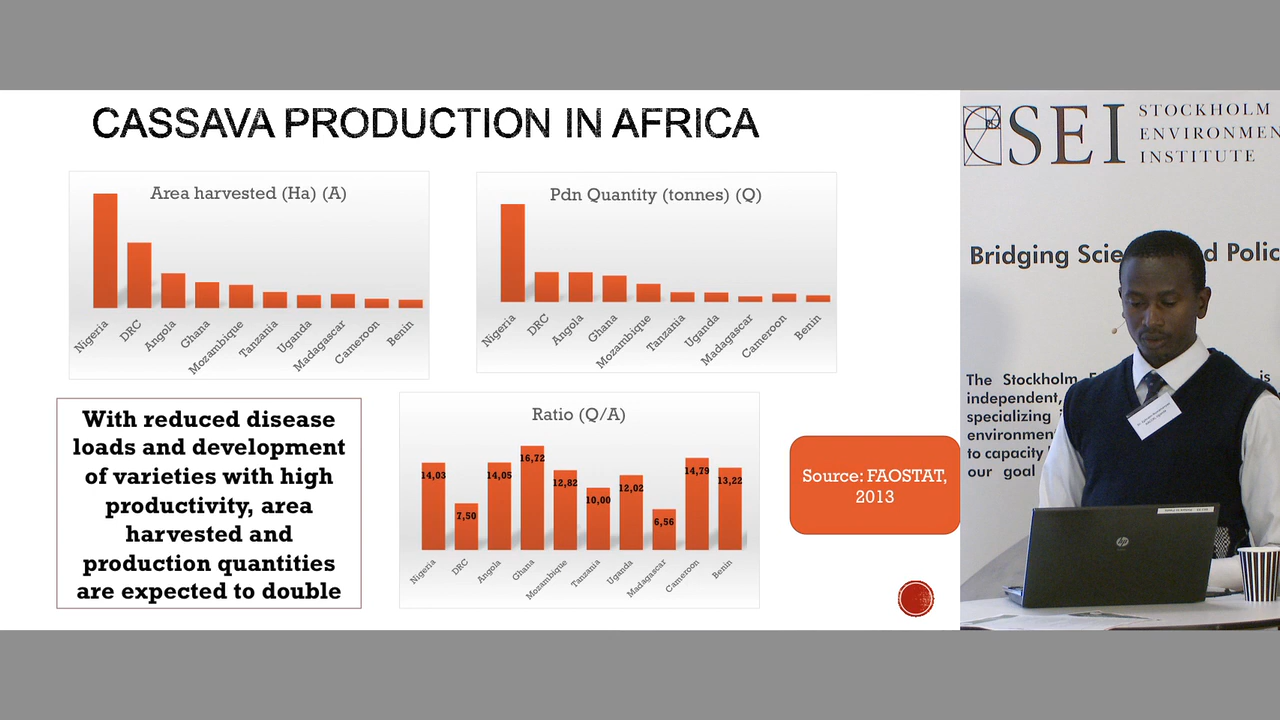 CASSAVA PRODUCTION IN AFRICA
Area harvested (Ha) (A)
Nigeria
DRC
Angola
Ghana
Mozambique
Tanzania
Uganda
Madagascar
Cameroon
Benin
Pdn Quantity (tonnes) (Q)
Nigeria
DRC
Angola
Ghana
Mozambique
Tanzania
Uganda
Madagascar
Cameroon
Benin
With reduced disease
loads and development
of varieties with high
productivity, area
harvested and
production quantities
are expected to double
Ratio (Q/A)
14,03
7,50
14,05
16,72
12,82
10,00
12,02
6,56
14,79
13,22
Nigeria
DRC
Angola
Ghana
Mozambique
Tanzania
Uganda
Madagascar
Cameroon
Benin
Source: FAOSTAT,
2013
SEI
STOCKHOLM
ENVIRONMEN
INSTITUTE
Bridging Scie d Polic
The Stockholm E is
independent,
specializing i
environmen
to capacity
our goal
hp